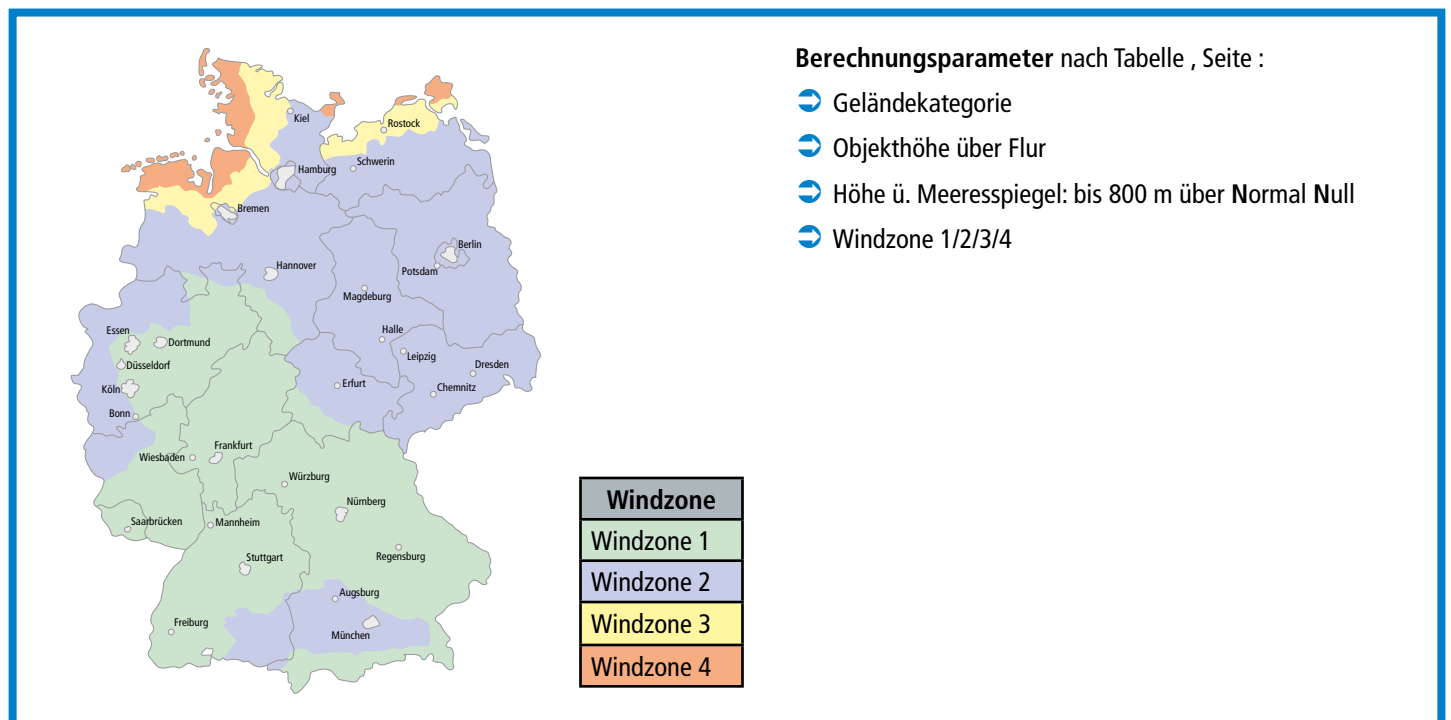 Berechnungsparameter nach Tabelle , Seite :
Geländekategorie
Objekthöhe über Flur
Höhe ü. Meeresspiegel: bis 800 m über Normal Null
Windzone 1/2/3/4
Kiel
Rostock
Hamburg
Schwerin
Bremen
Berlin
Hannover
Potsdam
Magdeburg
Essen
Halle
Dortmund
Leipzig
Düsseldorf
Dresden
Köln
Erfurt
Chemnitz
Bonn
Frankfurt
Wiesbaden
Würzburg
Nürnberg
Saarbrücken
Mannheim
Stuttgart
Regensburg
Augsburg
Freiburg
München
Windzone
Windzone 1
Windzone 2
Windzone 3
Windzone 4